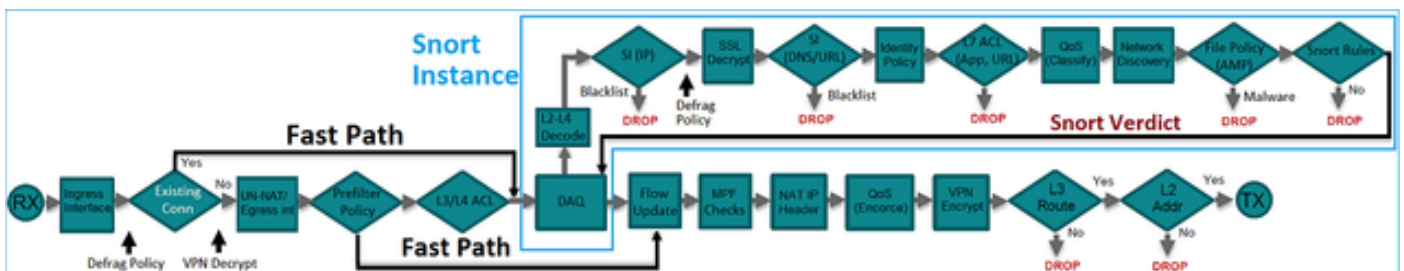 Snort
Instance
SI (IP)
SSL
Decrypt
SI
(DNS/URL)
Identity
Policy
L7 ACL
(App, URL)
QoS
(Classify)
Network
Discovery
File Policy
(AMP)
Snort Rules
Blacklist
DROP
Defrag
Policy
Blacklist
DROP
DROP
Malware
DROP
No
DROP
L2-L4
Decode
Snort Verdict
Fast Path
Yes
RX
Ingress
Interface
Existing
Conn
No
UN-NAT/
Egress int
Prefilter
Policy
L3/L4 ACL
DAQ
Flow
Update
MPF
Checks
NAT IP
Header
QoS
(Encorce)
VPN
Encrypt
L3
Route
Yes
L2
Addr
Yes
TX
Defrag Policy
VPN Decrypt
Fast Path
No
DROP
No
DROP